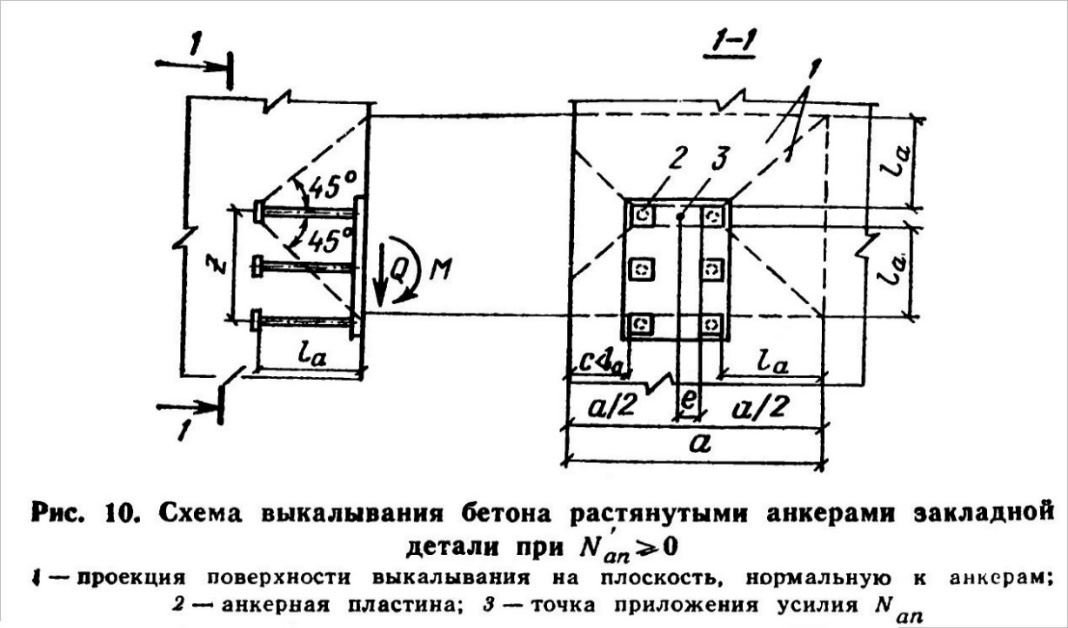 1
1-1
1
2
3
45°
45°
z
Q
M
lₐ
lₐ
lₐ
c<lₐ
lₐ
a/2
e
a/2
a
1
Рис. 10. Схема выкалывания бетона растянутыми анкерами закладной
детали при N'ₐₙ⩾0
1 — проекция поверхности выкалывания на плоскость, нормальную к анкерам;
2 — анкерная пластина; 3 — точка приложения усилия Nₐₙ